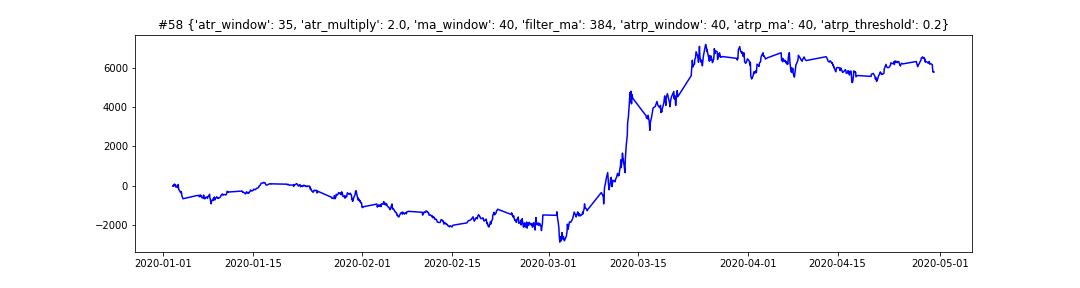 #58 {'atr_window': 35, 'atr_multiply': 2.0, 'ma_window': 40, 'filter_ma': 384, 'atrp_window': 40, 'atrp_ma': 40, 'atrp_threshold': 0.2}
6000
4000
2000
0
−2000
2020-01-01 2020-01-15 2020-02-01 2020-02-15 2020-03-01 2020-03-15 2020-04-01 2020-04-15 2020-05-01